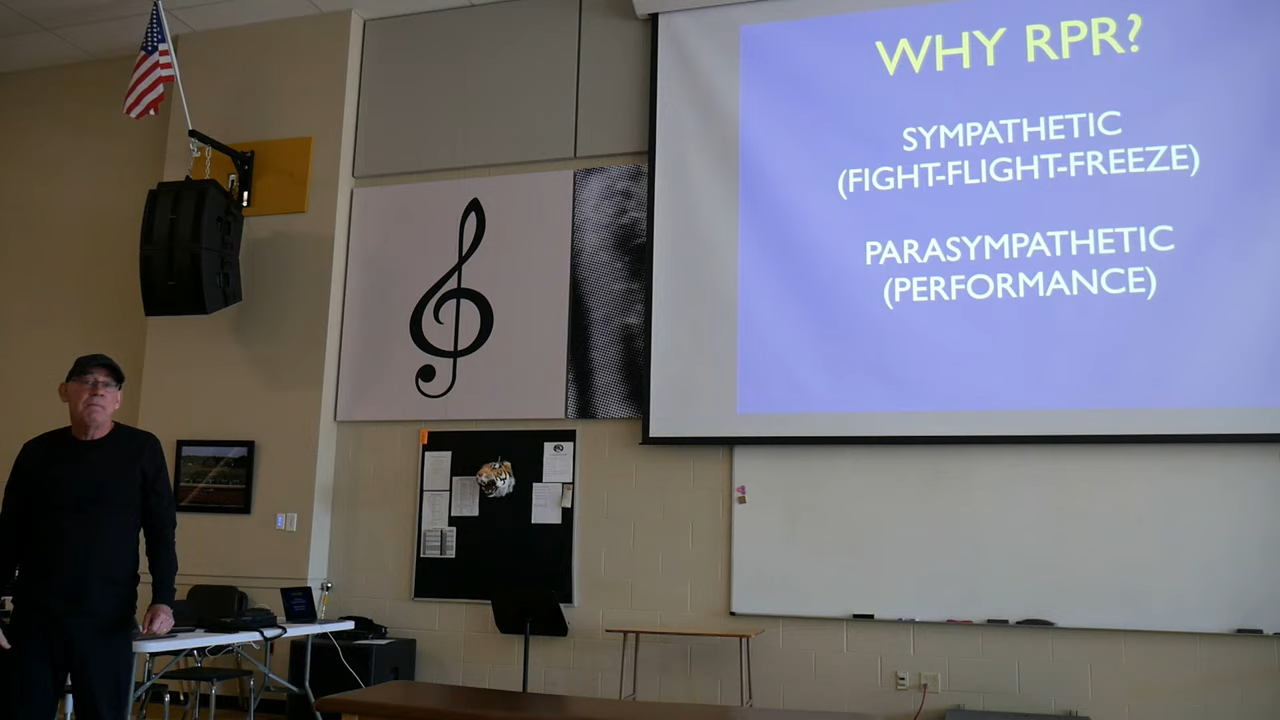 WHY RPR?
SYMPATHETIC
(FIGHT-FLIGHT-FREEZE)
PARASYMPATHETIC
(PERFORMANCE)